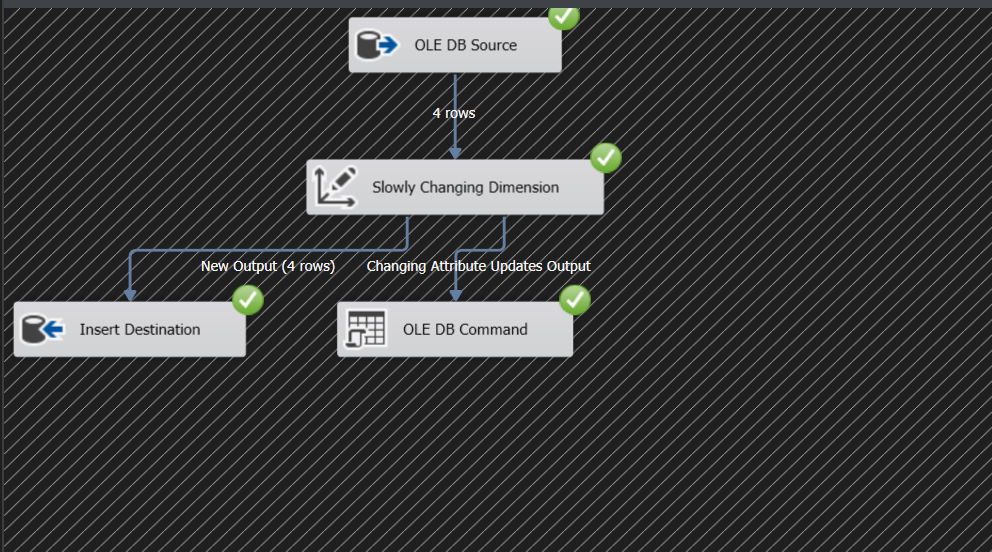 OLE DB Source
4 rows
Slowly Changing Dimension
New Output (4 rows)
Changing Attribute Updates Output
Insert Destination
OLE DB Command